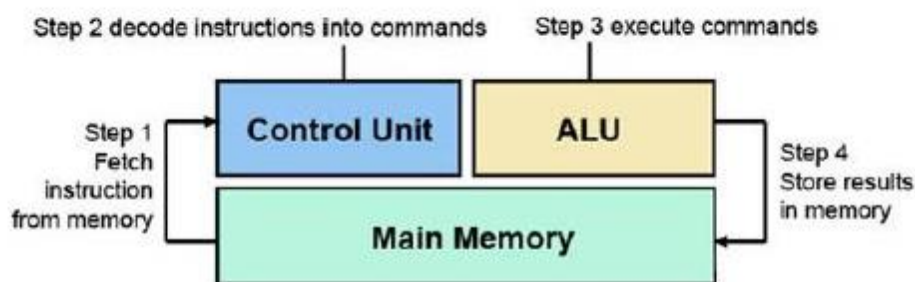 Step 2 decode instructions into commands
Step 3 execute commands
Control Unit
ALU
Step 1
Fetch
instruction
from memory
Step 4
Store results
in memory
Main Memory